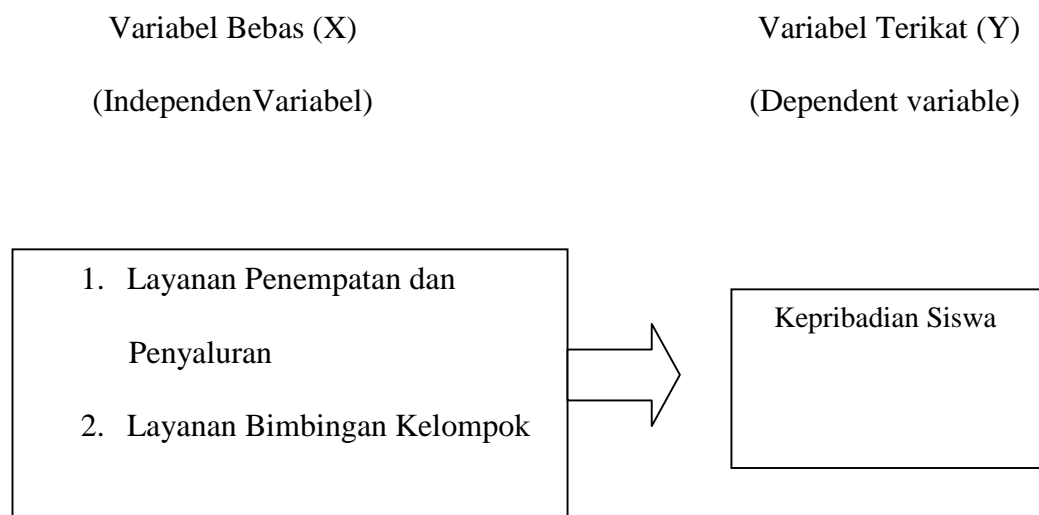 Variabel Bebas (X)
Variabel Terikat (Y)
(IndependenVariabel)
(Dependent variable)
1. Layanan Penempatan dan
Penyaluran
2. Layanan Bimbingan Kelompok
Kepribadian Siswa